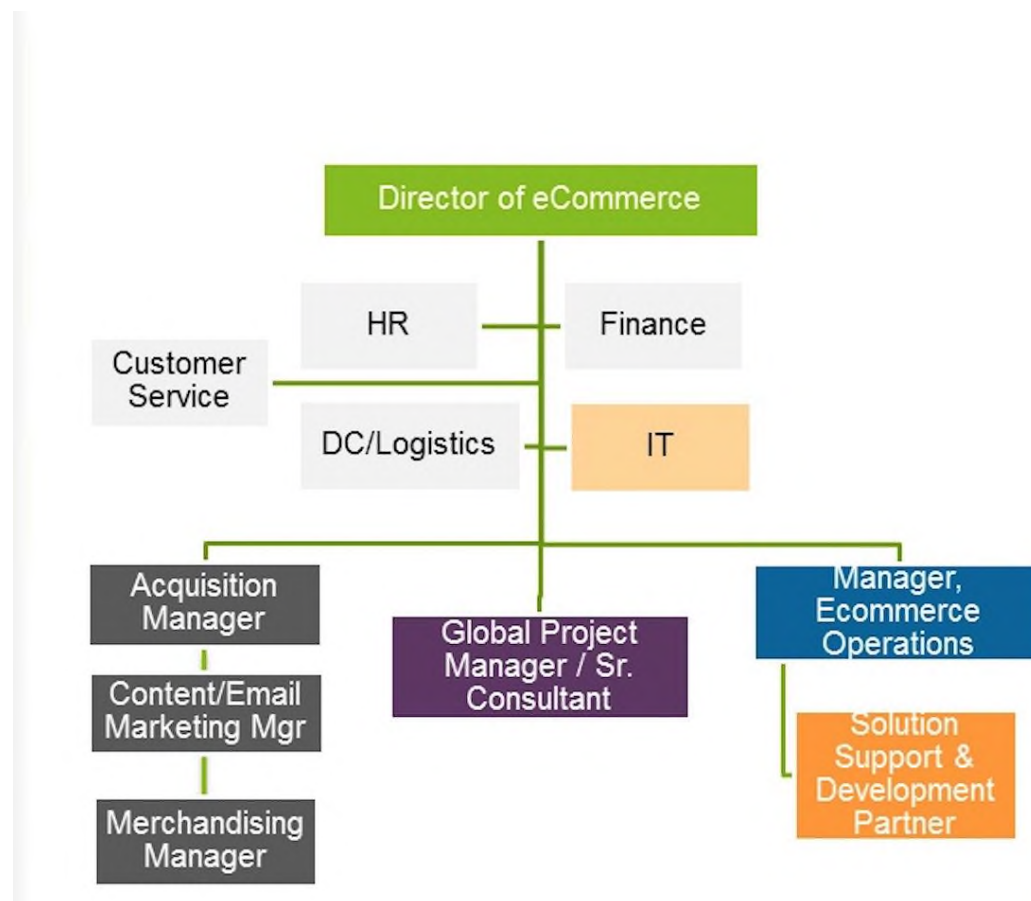 Director of eCommerce
HR
Finance
Customer
Service
DC/Logistics
IT
Acquisition
Manager
Content/Email
Marketing Mgr
Merchandising
Manager
Global Project
Manager / Sr.
Consultant
Manager,
Ecommerce
Operations
Solution
Support &
Development
Partner